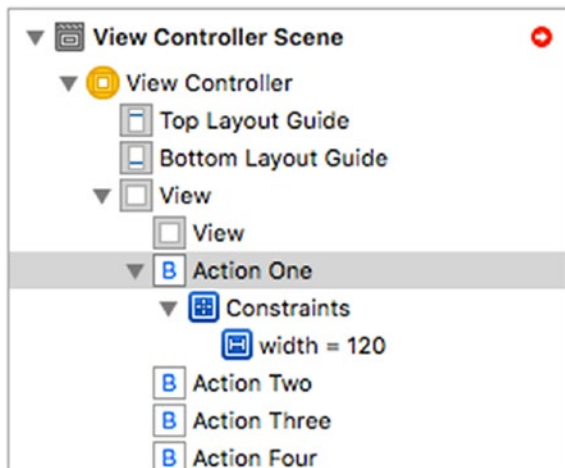 View Controller Scene
View Controller
Top Layout Guide
Bottom Layout Guide
View
View
B Action One
Constraints
width = 120
B Action Two
B Action Three
B Action Four